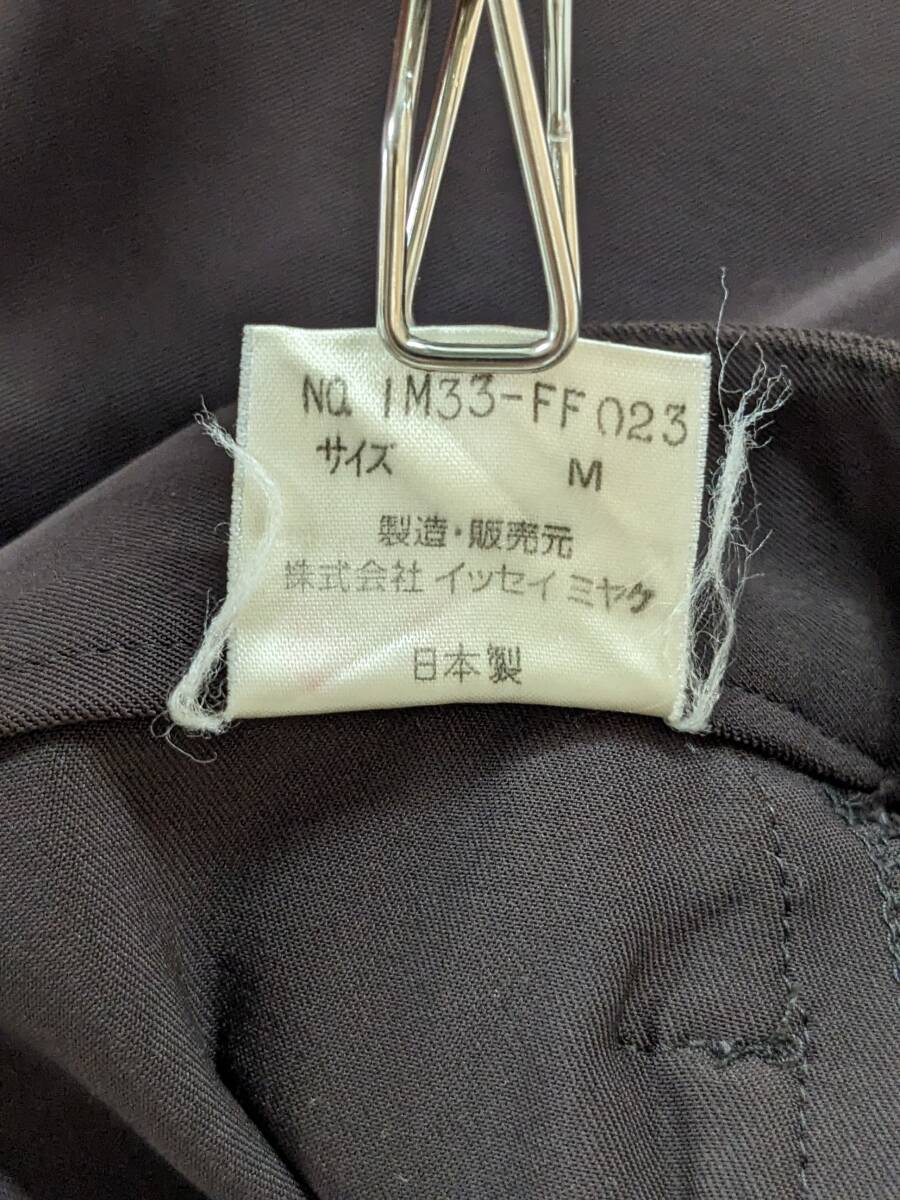 NO. IM33-FF023
サイズ M
製造・販売元
株式会社 イッセイ ミヤケ
日本製